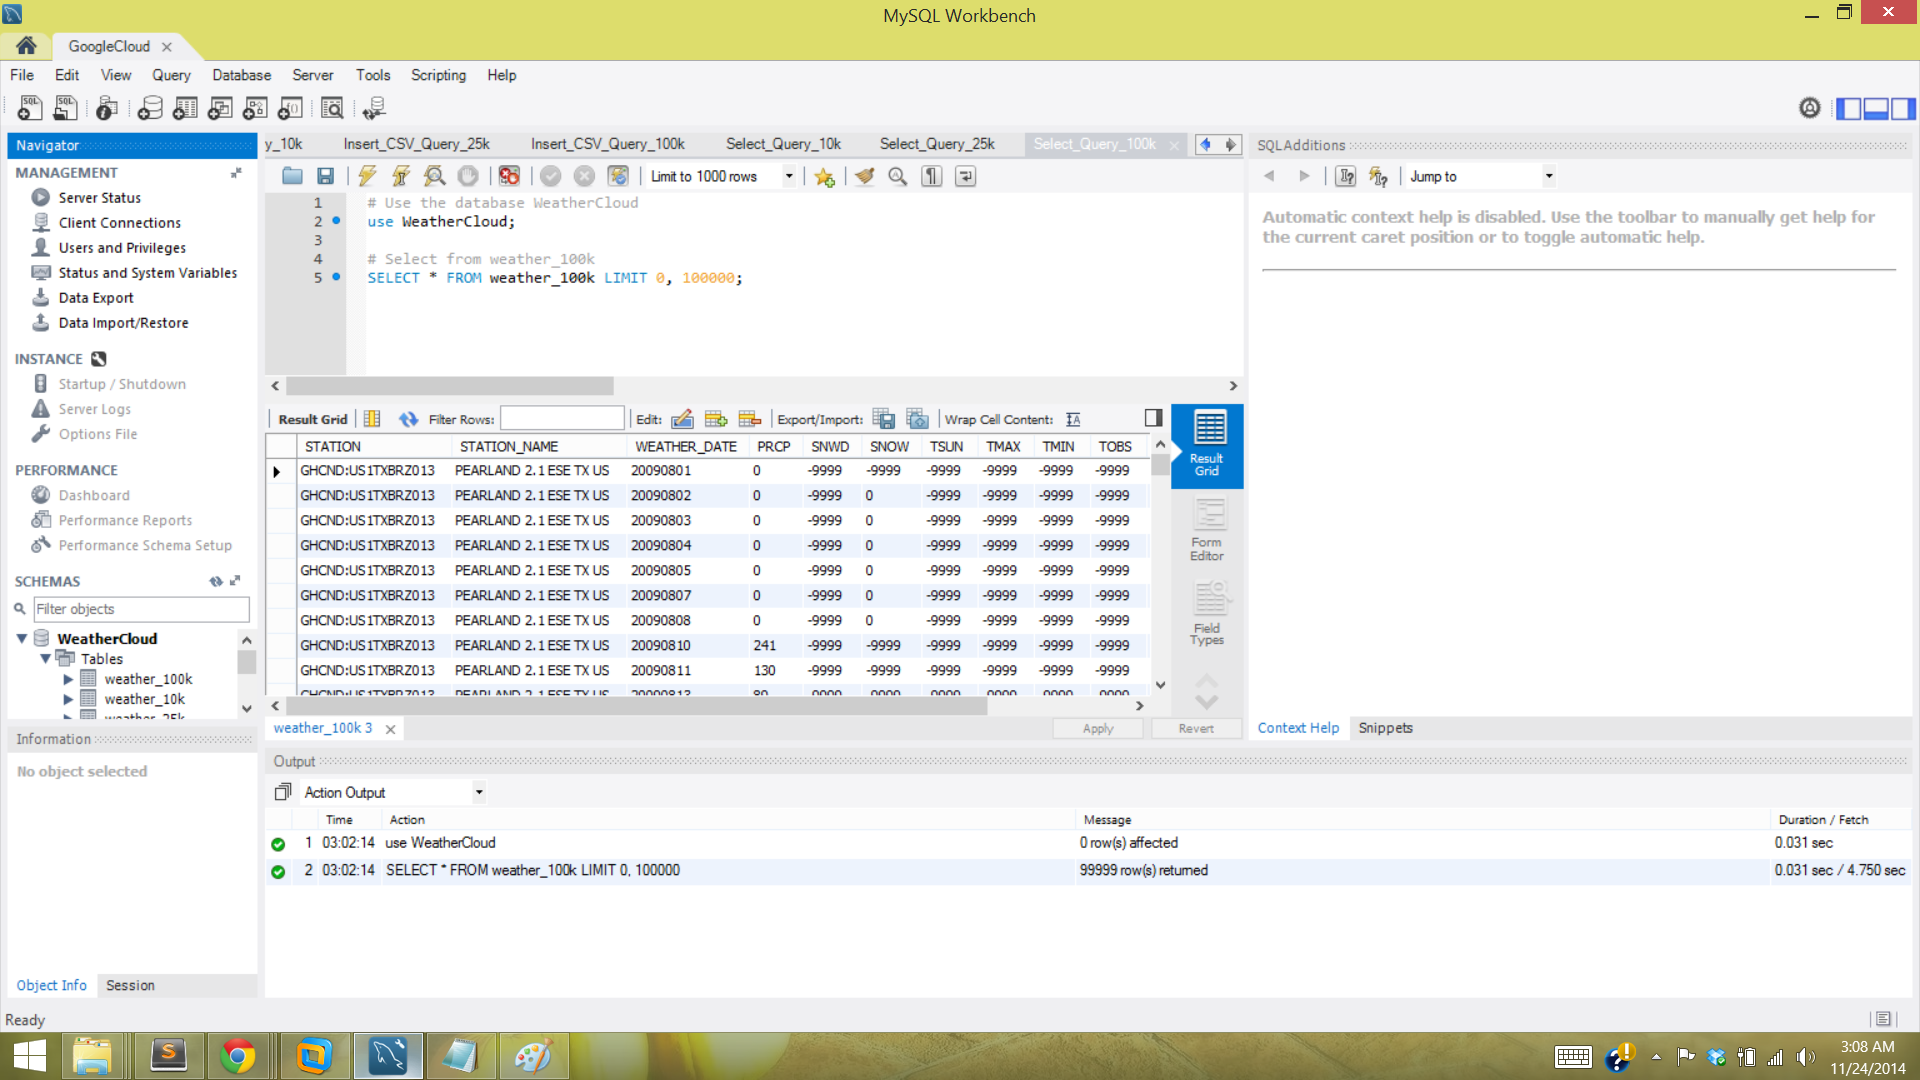 MySQL Workbench
GoogleCloud
File Edit View Query Database Server Tools Scripting Help
Navigator
MANAGEMENT
Server Status
Client Connections
Users and Privileges
Status and System Variables
Data Export
Data Import/Restore
INSTANCE
Startup / Shutdown
Server Logs
Options File
PERFORMANCE
Dashboard
Performance Reports
Performance Schema Setup
SCHEMAS
Filter objects
WeatherCloud
Tables
weather_100k
weather_10k
weather_25k
Information
No object selected
Object Info Session
y_10k Insert_CSV_Query_25k Insert_CSV_Query_100k Select_Query_10k Select_Query_25k Select_Query_100k
Limit to 1000 rows
1 # Use the database WeatherCloud
2 use WeatherCloud;
3
4 # Select from weather_100k
5 SELECT * FROM weather_100k LIMIT 0, 100000;
Result Grid Filter Rows: Edit: Export/Import: Wrap Cell Content:
STATION STATION_NAME WEATHER_DATE PRCP SNWD SNOW TSUN TMAX TMIN TOBS
GHCND:US1TXBRZ013 PEARLAND 2.1 ESE TX US 20090801 0 -9999 -9999 -9999 -9999 -9999 -9999
GHCND:US1TXBRZ013 PEARLAND 2.1 ESE TX US 20090802 0 -9999 0 -9999 -9999 -9999 -9999
GHCND:US1TXBRZ013 PEARLAND 2.1 ESE TX US 20090803 0 -9999 0 -9999 -9999 -9999 -9999
GHCND:US1TXBRZ013 PEARLAND 2.1 ESE TX US 20090804 0 -9999 0 -9999 -9999 -9999 -9999
GHCND:US1TXBRZ013 PEARLAND 2.1 ESE TX US 20090805 0 -9999 0 -9999 -9999 -9999 -9999
GHCND:US1TXBRZ013 PEARLAND 2.1 ESE TX US 20090807 0 -9999 0 -9999 -9999 -9999 -9999
GHCND:US1TXBRZ013 PEARLAND 2.1 ESE TX US 20090808 0 -9999 0 -9999 -9999 -9999 -9999
GHCND:US1TXBRZ013 PEARLAND 2.1 ESE TX US 20090810 241 -9999 -9999 -9999 -9999 -9999 -9999
GHCND:US1TXBRZ013 PEARLAND 2.1 ESE TX US 20090811 130 -9999 -9999 -9999 -9999 -9999 -9999
GHCND:US1TXBRZ013 PEARLAND 2.1 ESE TX US
Result
Grid
Form
Editor
Field
Types
weather_100k 3
Apply Revert
SQLAdditions
Jump to
Automatic context help is disabled. Use the toolbar to manually get help for
the current caret position or to toggle automatic help.
Context Help Snippets
Output
Action Output
Time Action Message Duration / Fetch
1 03:02:14 use WeatherCloud 0 row(s) affected 0.031 sec
2 03:02:14 SELECT * FROM weather_100k LIMIT 0, 100000 99999 row(s) returned 0.031 sec / 4.750 sec
Ready
3:08 AM
11/24/2014